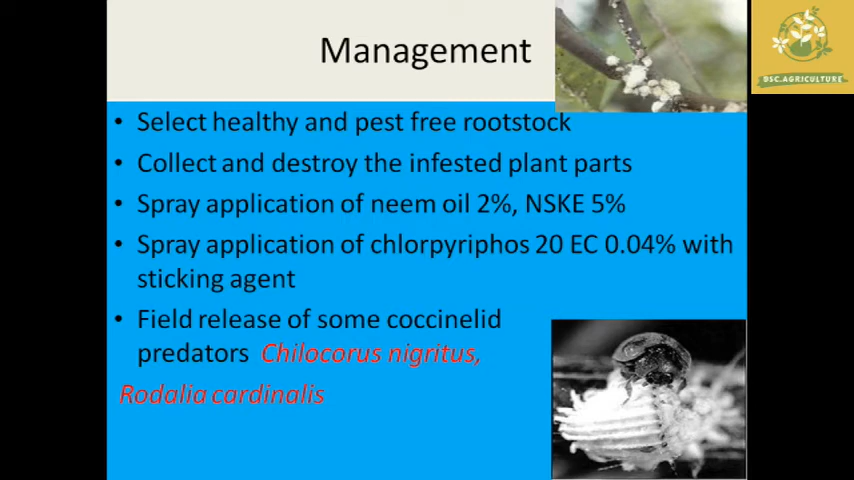 Management
BSC.AGRICULTURE
• Select healthy and pest free rootstock
• Collect and destroy the infested plant parts
• Spray application of neem oil 2%, NSKE 5%
• Spray application of chlorpyriphos 20 EC 0.04% with
sticking agent
• Field release of some coccinelid
predators Chilocorus nigritus,
Rodalia cardinalis